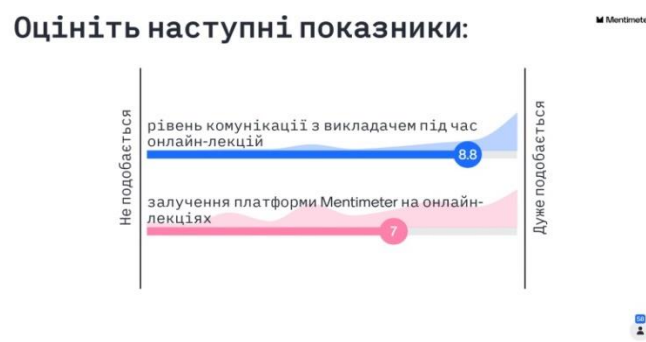 Оцініть наступні показники:
Mentimeter
Не подобається
рівень комунікації з викладачем під час
онлайн-лекцій
8.8
залучення платформи Mentimeter на онлайн-
лекціях
7
Дуже подобається